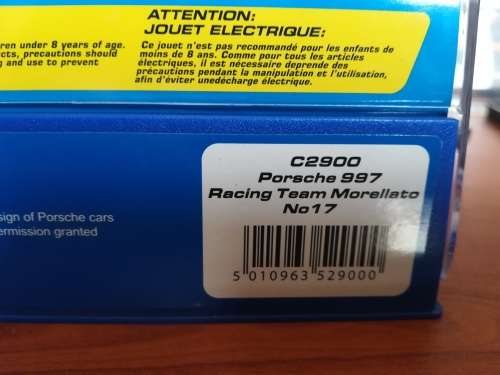 ATTENTION:
JOUET ELECTRIQUE:
ren under 8 years of age.
cts, precautions should
g and use to prevent
Ce jouet n'est pas recommandé pour les enfants de
moins de 8 ans. Comme pour tous les articles
électriques, il est nécessaire deprende des
précautions pendant la manipulation et l'utilisation,
afin d'éviter unedécharge électrique.
sign of Porsche cars
ermission granted
C2900
Porsche 997
Racing Team Morellato
No17
5 010963 529000